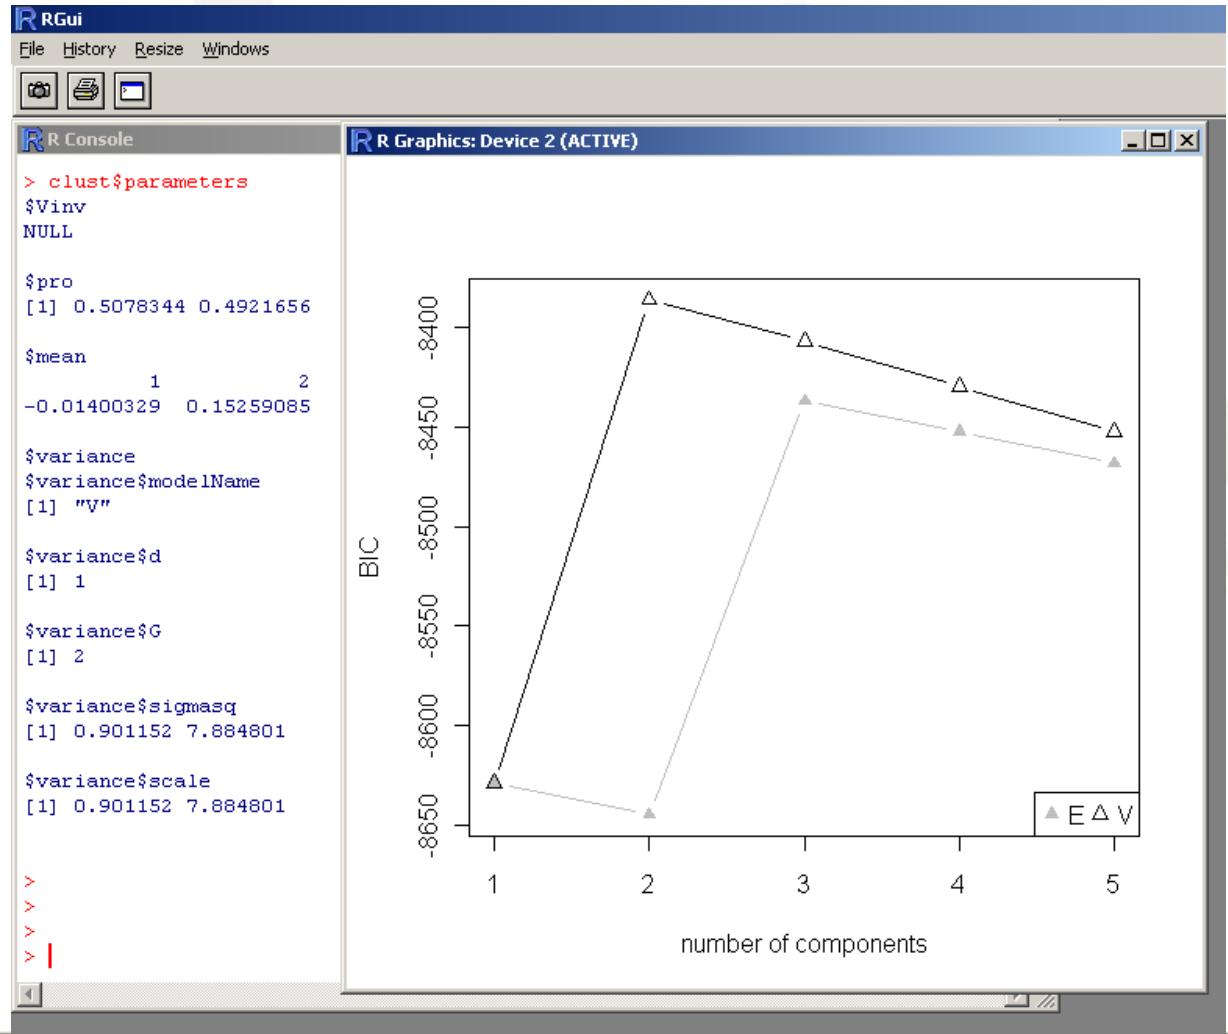 RGui
File History Resize Windows
R Console
> clust$parameters
$Vinv
NULL
$pro
[1] 0.5078344 0.4921656
$mean
1 2
-0.01400329 0.15259085
$variance
$variance$modelName
[1] "V"
$variance$d
[1] 1
$variance$G
[1] 2
$variance$sigmasq
[1] 0.901152 7.884801
$variance$scale
[1] 0.901152 7.884801
>
>
>
>
R Graphics: Device 2 (ACTIVE)
BIC
-8400
-8450
-8500
-8550
-8600
-8650
E V
1 2 3 4 5
number of components